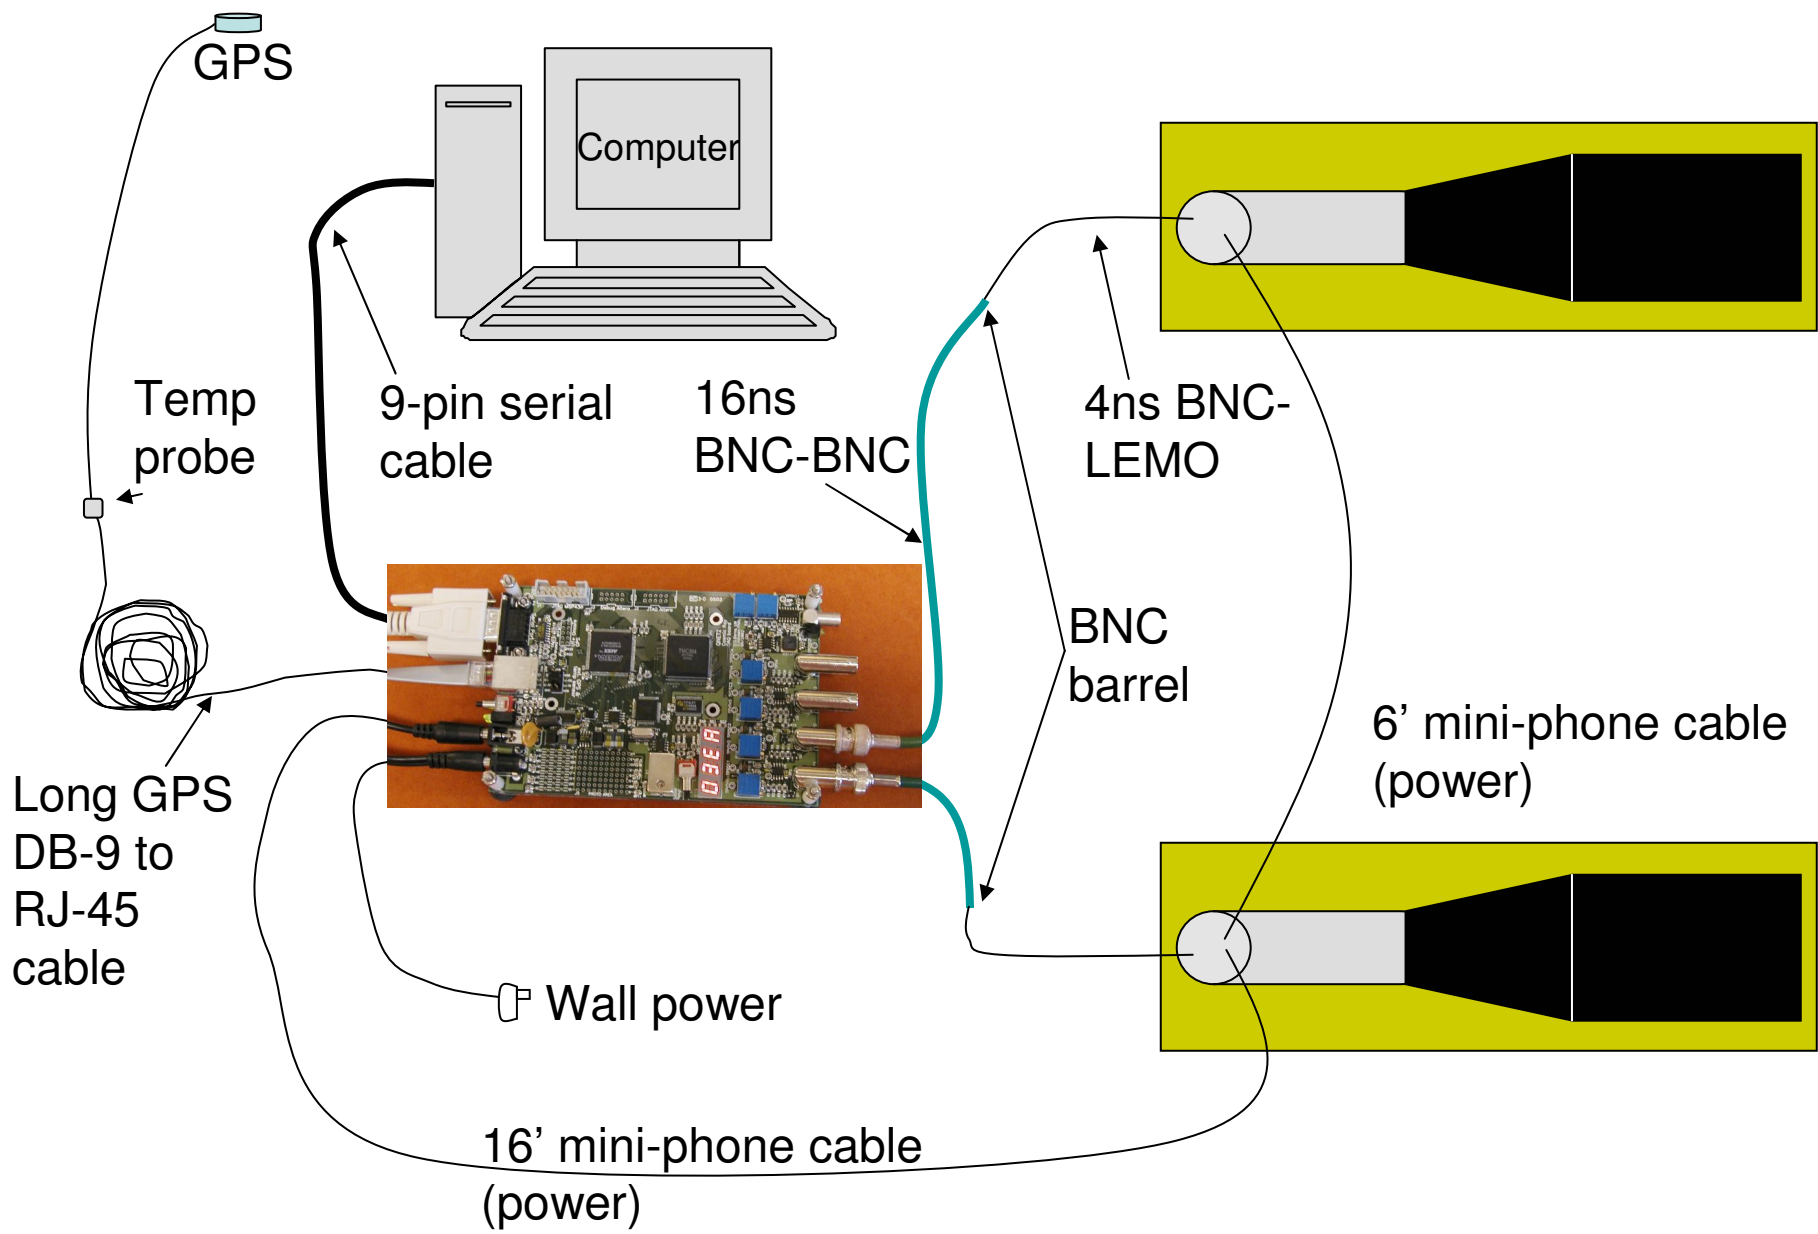 GPS
Computer
Temp
probe
9-pin serial
cable
16ns
BNC-BNC
4ns BNC-
LEMO
BNC
barrel
6’ mini-phone cable
(power)
Long GPS
DB-9 to
RJ-45
cable
Wall power
16’ mini-phone cable
(power)